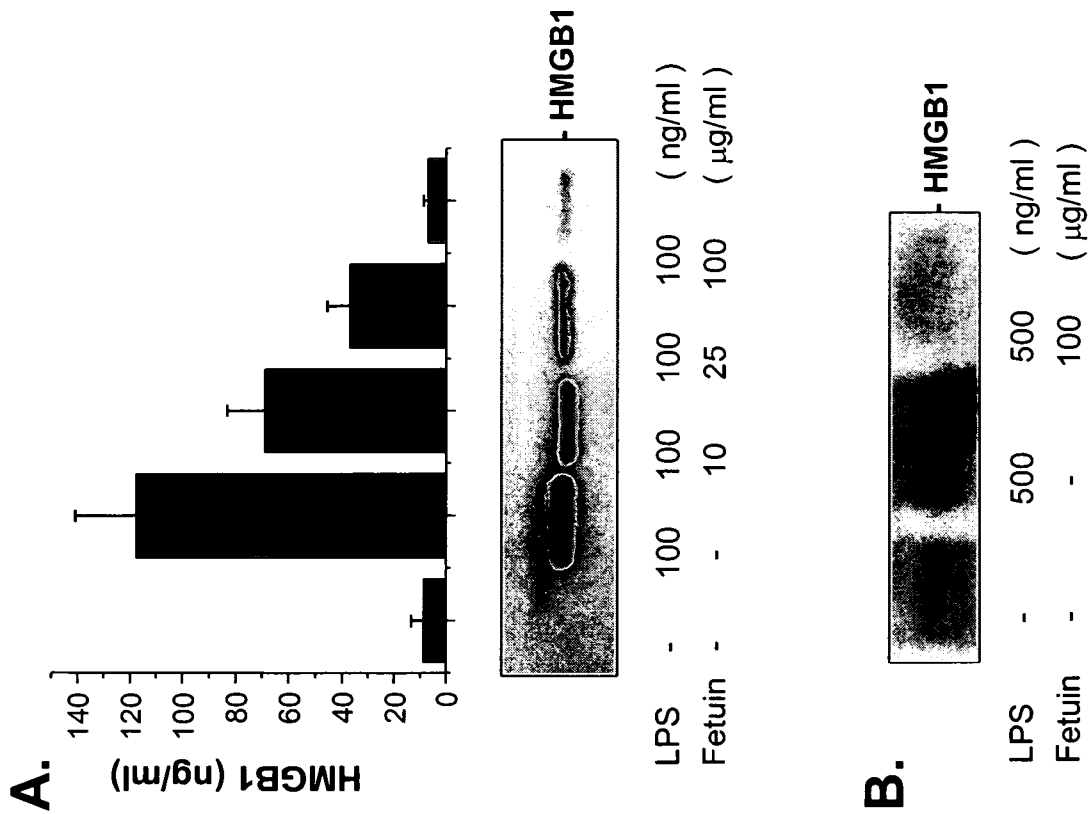 A.
HMGB1 (ng/ml)
140
120
100
80
60
40
20
0
HMGB1
LPS - 100 100 100 100 ( ng/ml )
Fetuin - - 10 25 100 ( μg/ml )
B.
HMGB1
LPS - 500 500 ( ng/ml )
Fetuin - - 100 ( μg/ml )